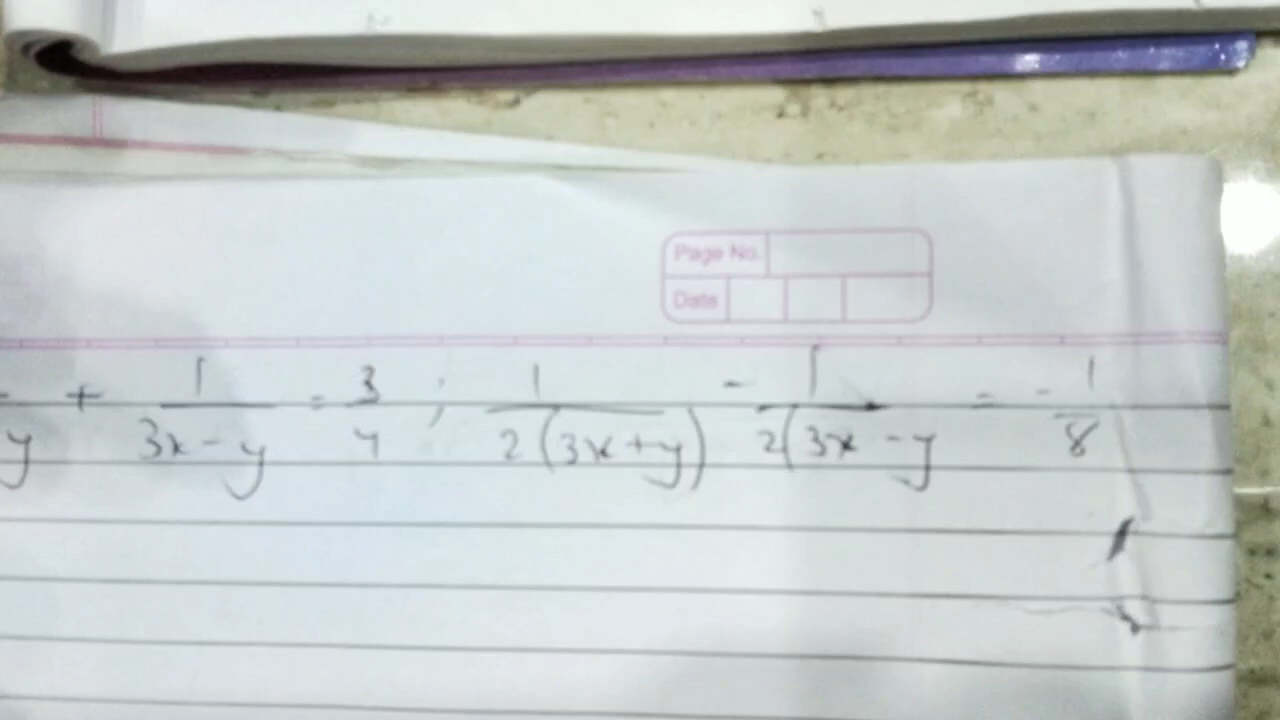 Page No.
Date
y + 1/(3x - y) = 3/4 ; 1/(2(3x+y)) - 1/(2(3x - y = - 1/8